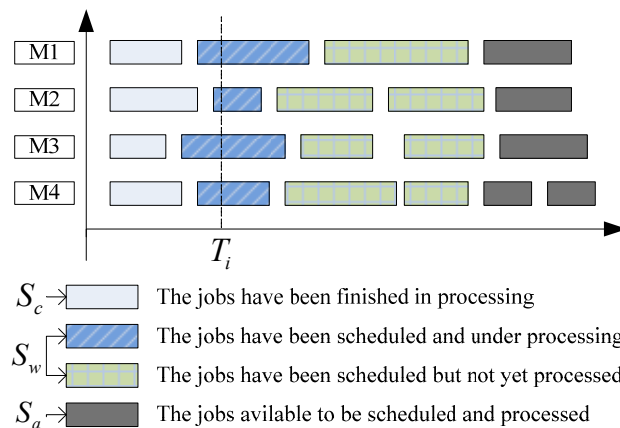 M1
M2
M3
M4
T_i
S_c The jobs have been finished in processing
The jobs have been scheduled and under processing
S_w
The jobs have been scheduled but not yet processed
S_a The jobs avilable to be scheduled and processed